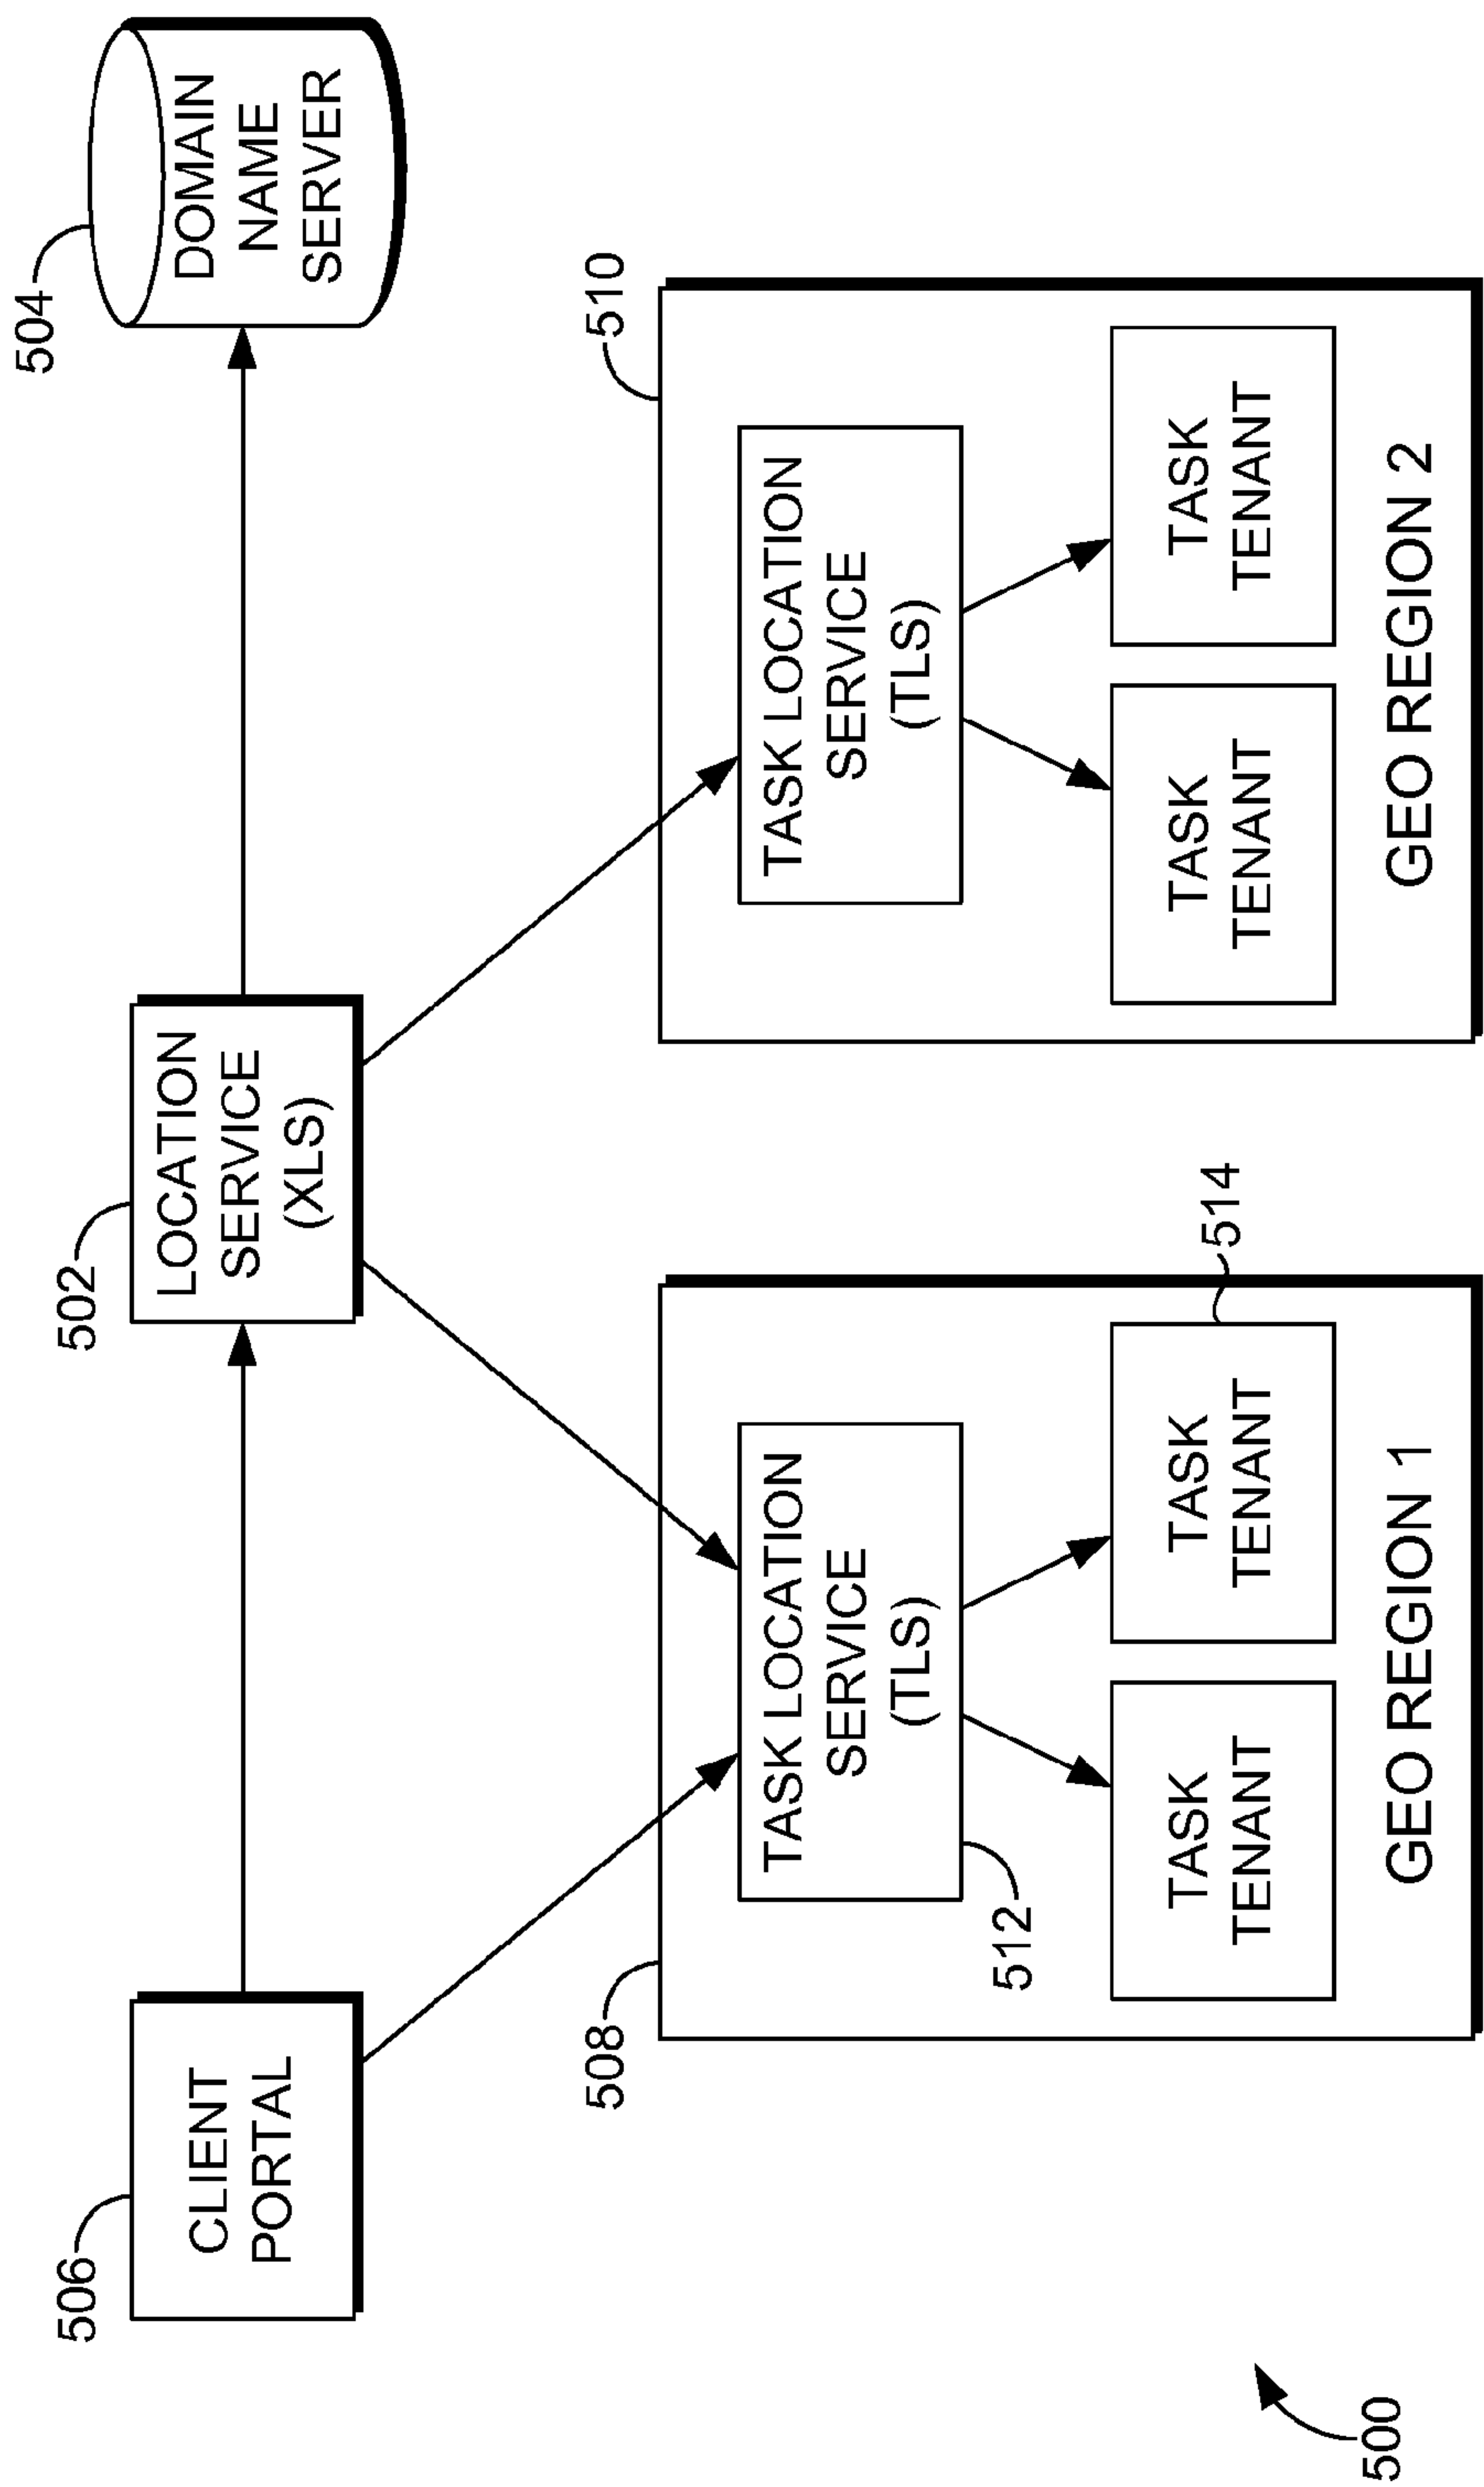 506
CLIENT
PORTAL
502
LOCATION
SERVICE
(XLS)
504
DOMAIN
NAME
SERVER
508
TASK LOCATION
SERVICE
(TLS)
512
TASK
TENANT
TASK
TENANT
514
GEO REGION 1
510
TASK LOCATION
SERVICE
(TLS)
TASK
TENANT
TASK
TENANT
GEO REGION 2
500